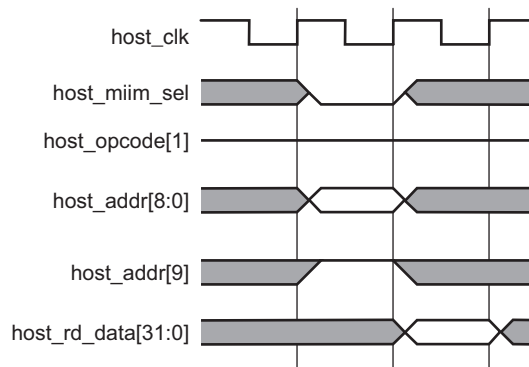 host_clk
host_miim_sel
host_opcode[1]
host_addr[8:0]
host_addr[9]
host_rd_data[31:0]